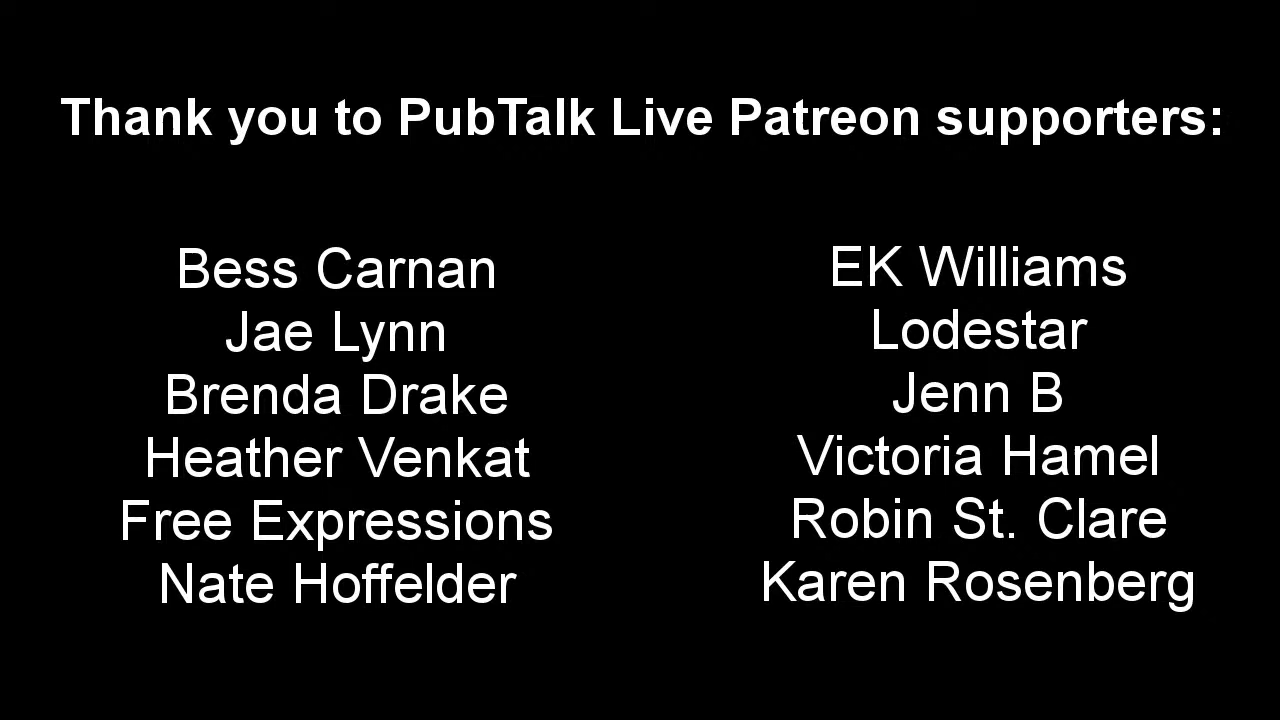 Thank you to PubTalk Live Patreon supporters:
Bess Carnan
Jae Lynn
Brenda Drake
Heather Venkat
Free Expressions
Nate Hoffelder
EK Williams
Lodestar
Jenn B
Victoria Hamel
Robin St. Clare
Karen Rosenberg